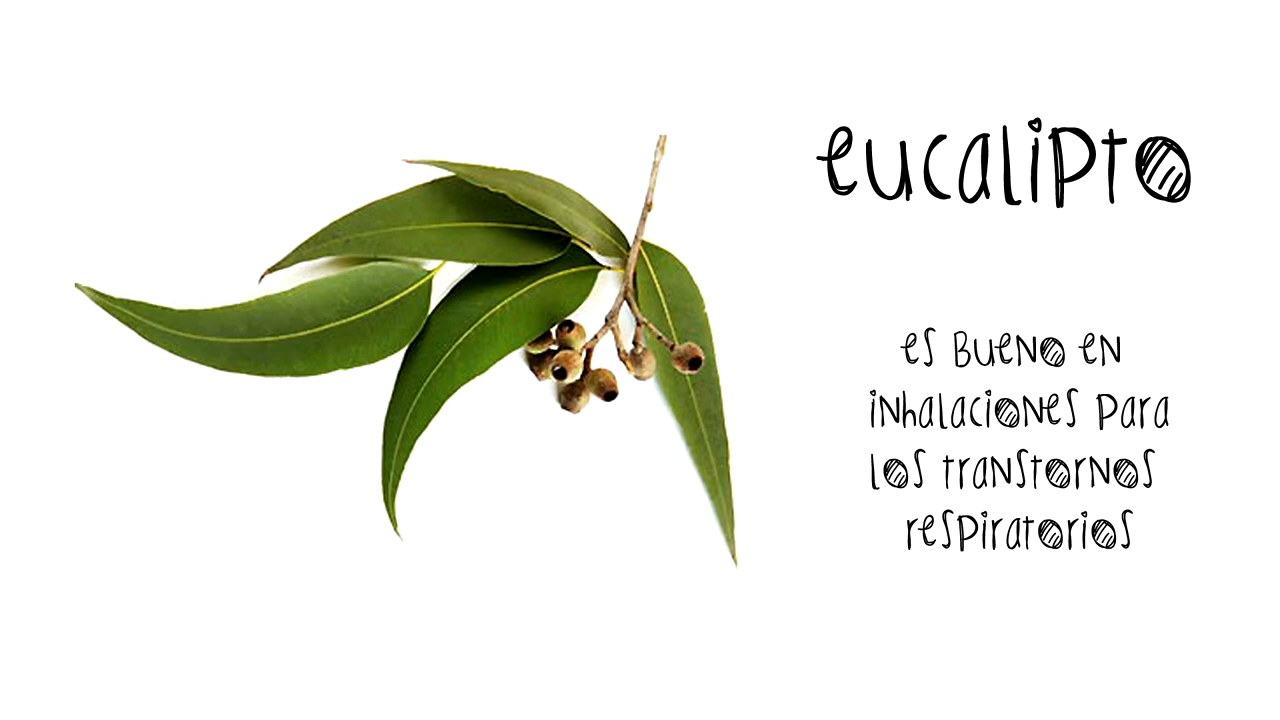 eucalipto
es bueno en
inhalaciones para
los transtornos
respiratorios